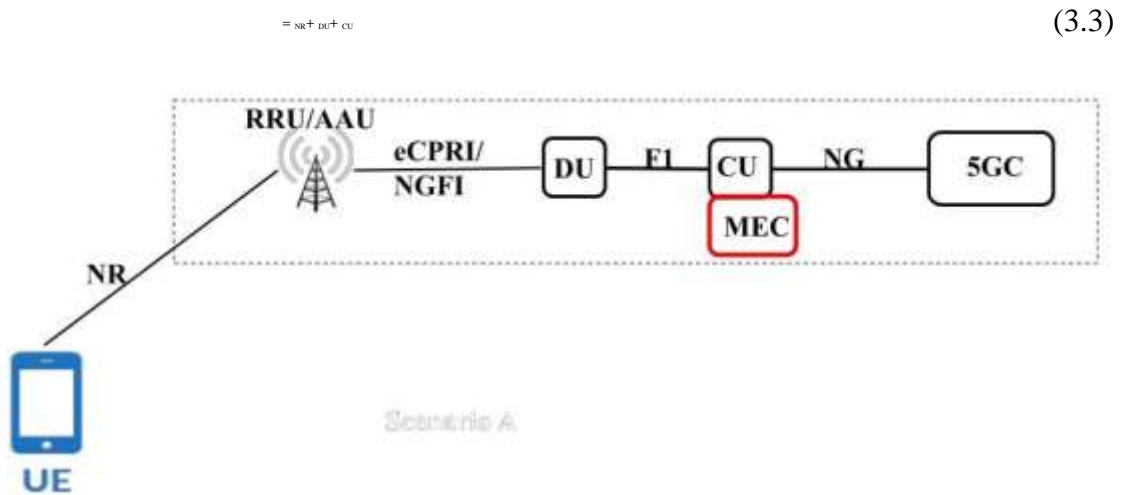 = NR+ DU+ CU (3.3)
RRU/AAU
eCPRI/
NGFI
DU
F1
CU
NG
5GC
MEC
NR
Scenario A
UE